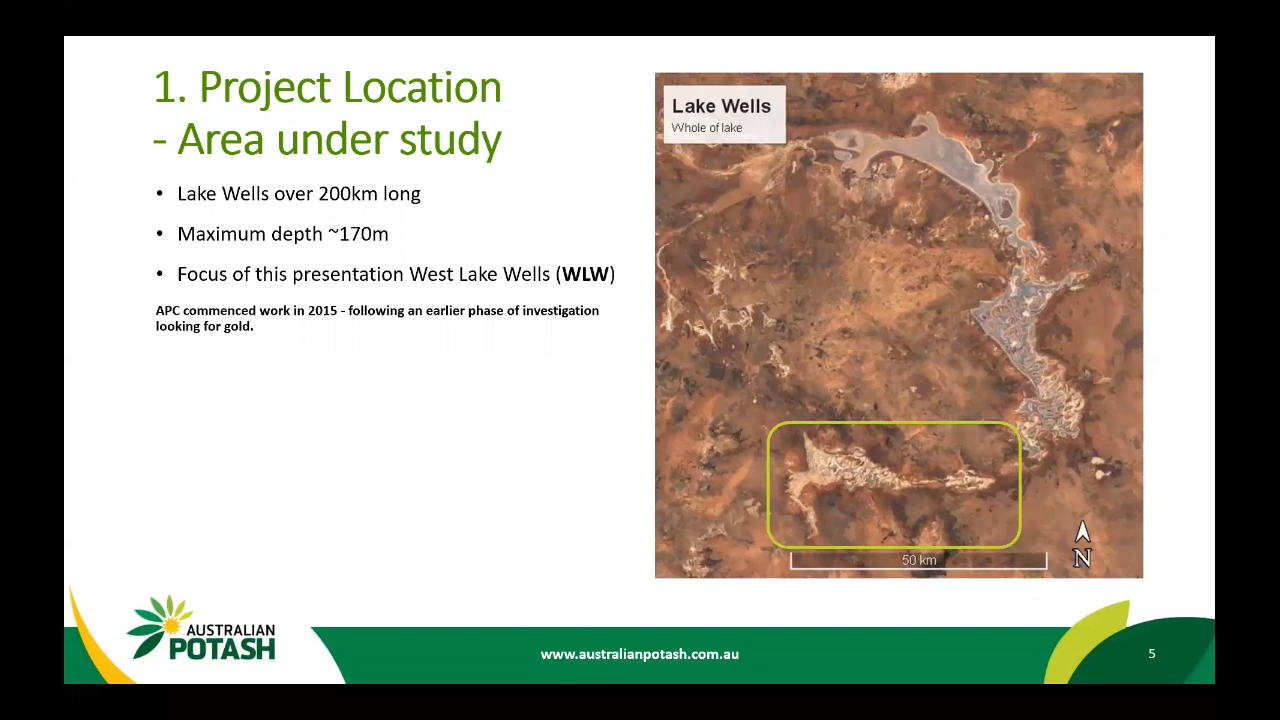 1. Project Location
- Area under study
• Lake Wells over 200km long
• Maximum depth ~170m
• Focus of this presentation West Lake Wells (WLW)
APC commenced work in 2015 - following an earlier phase of investigation
looking for gold.
Lake Wells
Whole of lake
50 km
N
AUSTRALIAN
POTASH
www.australianpotash.com.au
5